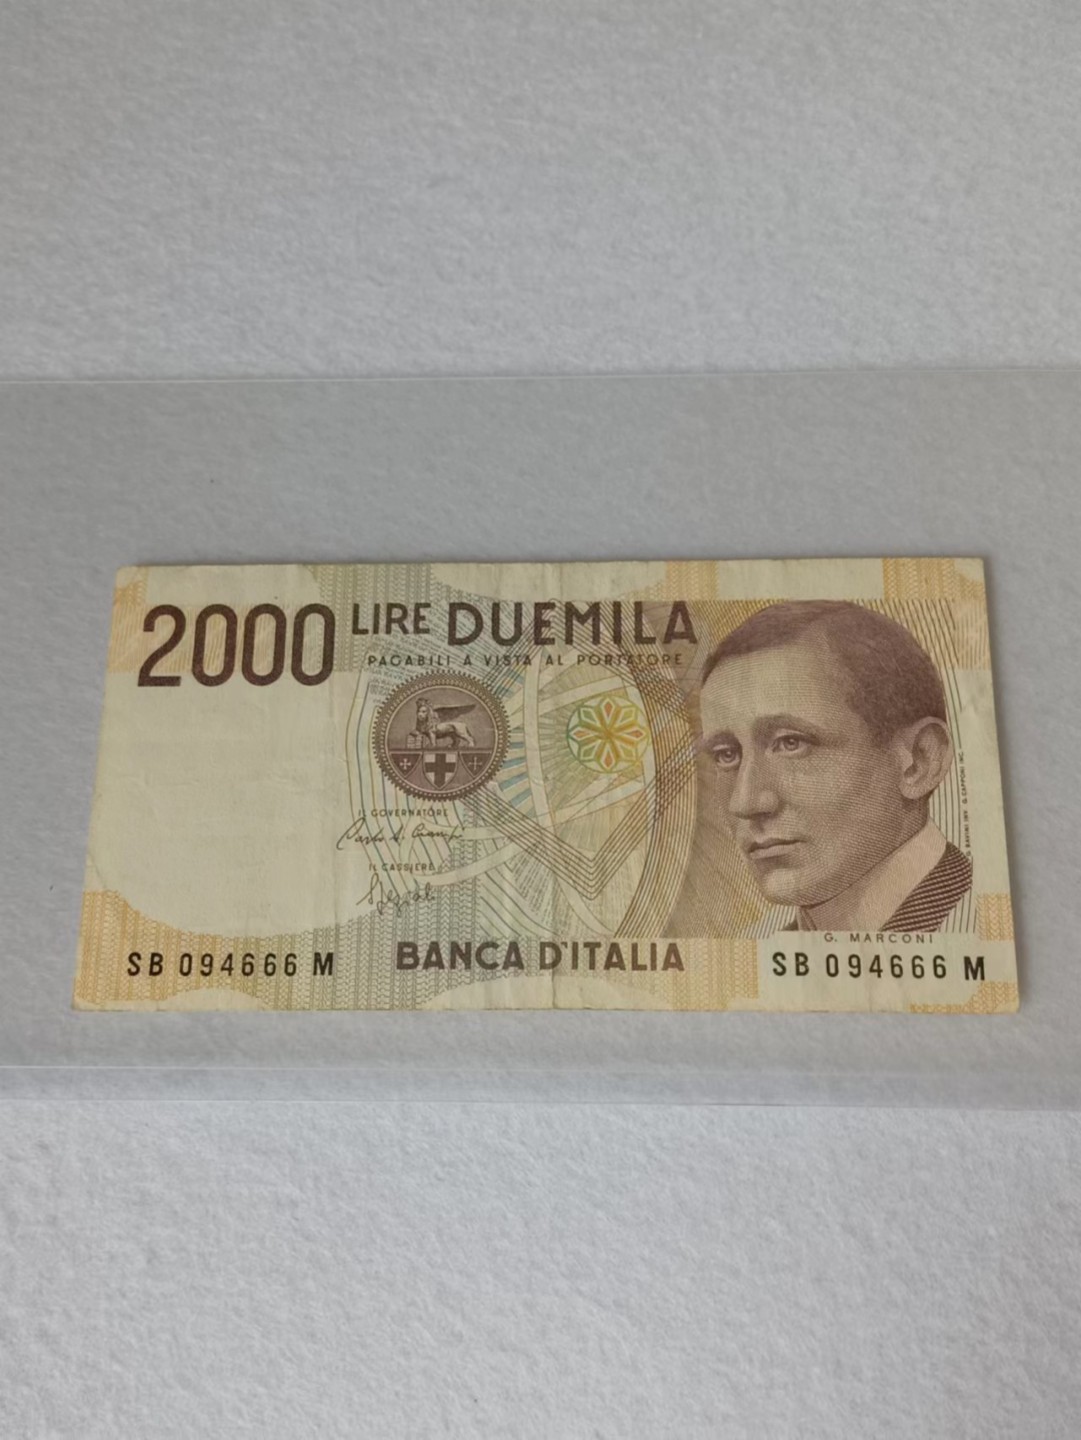 2000 LIRE DUEMILA
PAGABILI A VISTA AL PORTATORE
IL GOVERNATORE
IL CASSIERE
G. MARCONI
BANCA D'ITALIA
SB 094666 M
SB 094666 M